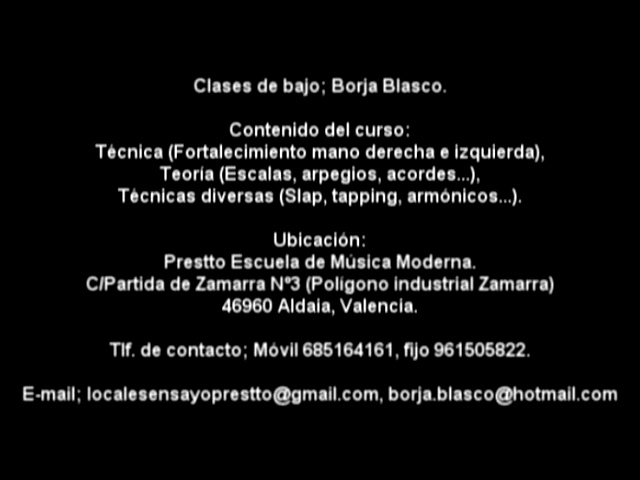 Clases de bajo; Borja Blasco.
Contenido del curso:
Técnica (Fortalecimiento mano derecha e izquierda),
Teoría (Escalas, arpegios, acordes...),
Técnicas diversas (Slap, tapping, armónicos...).
Ubicación:
Prestto Escuela de Música Moderna.
C/Partida de Zamarra Nº3 (Polígono industrial Zamarra)
46960 Aldaia, Valencia.
Tlf. de contacto; Móvil 685164161, fijo 961505822.
E-mail; localesensayoprestto@gmail.com, borja.blasco@hotmail.com